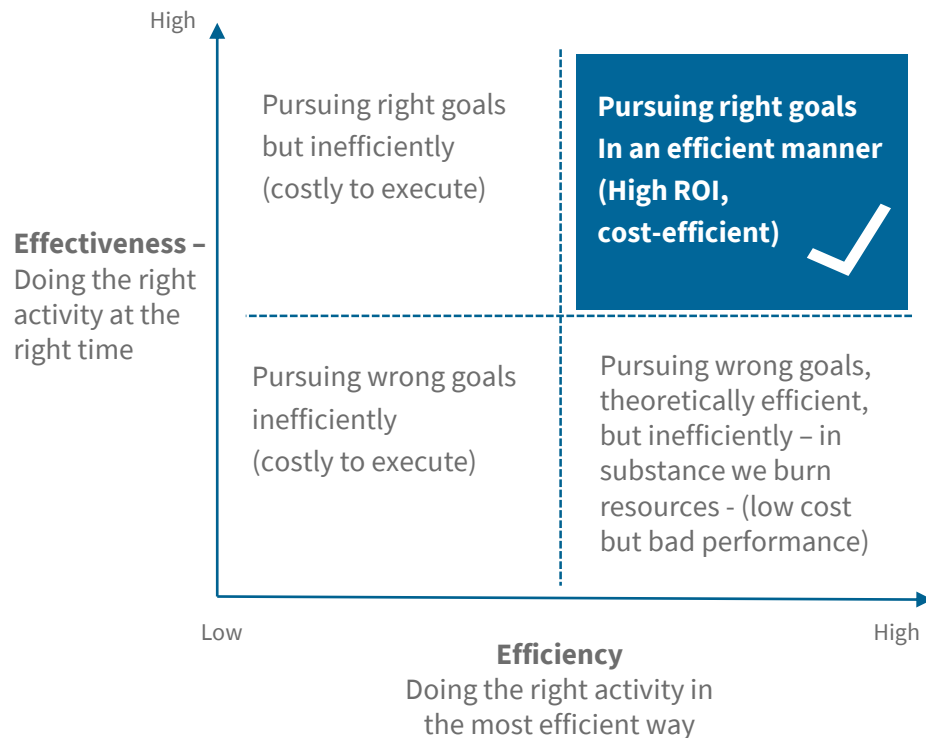 High
Pursuing right goals
but inefficiently
(costly to execute)
Pursuing right goals
In an efficient manner
(High ROI,
cost-efficient)
Effectiveness –
Doing the right
activity at the
right time
Pursuing wrong goals
inefficiently
(costly to execute)
Pursuing wrong goals,
theoretically efficient,
but inefficiently – in
substance we burn
resources - (low cost
but bad performance)
Low
High
Efficiency
Doing the right activity in
the most efficient way